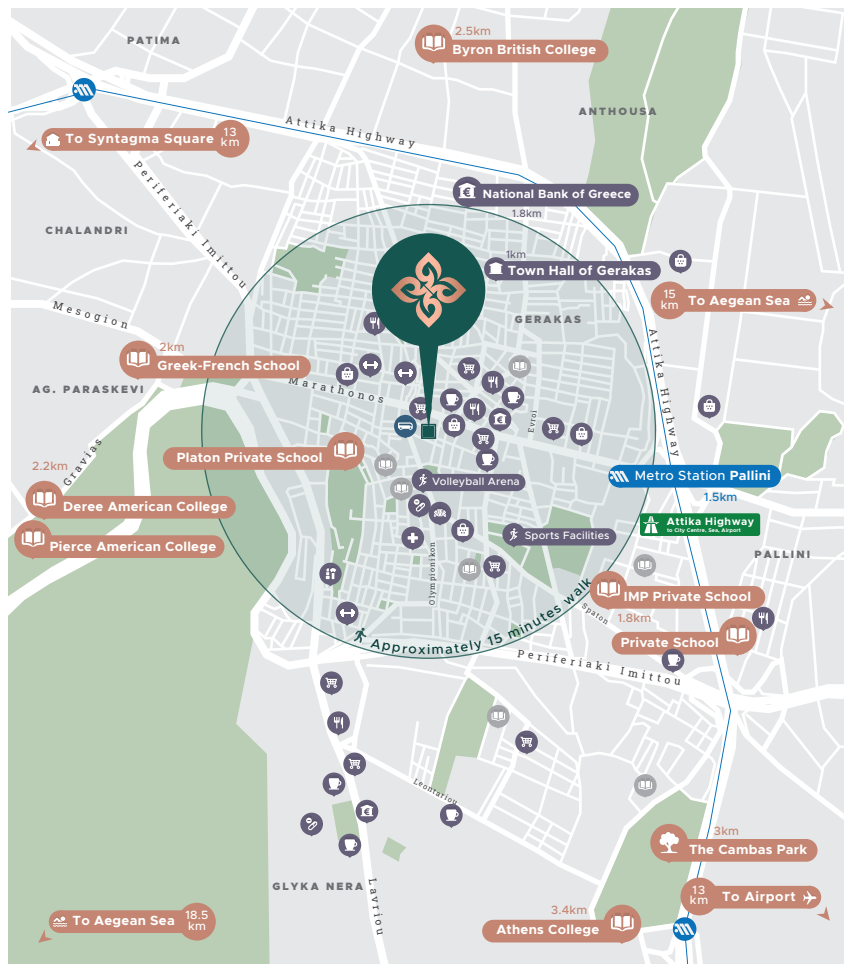 PATIMA
2.5km
Byron British College
ANTHOUSA
To Syntagma Square
13
km
Attika Highway
Periferiaki Imittou
National Bank of Greece
1.8km
CHALANDRI
1km
Town Hall of Gerakas
15
km
To Aegean Sea
Mesogion
GERAKAS
Attika Highway
2km
Greek-French School
AG. PARASKEVI
Marathonos
Evroi
Gravias
Platon Private School
2.2km
Deree American College
Pierce American College
Volleyball Arena
Metro Station Pallini
1.5km
Attika Highway
to City Centre, Sea, Airport
Sports Facilities
PALLINI
Olympionikon
IMP Private School
1.8km
Spaton
Private School
Approximately 15 minutes walk
Periferiaki Imittou
Leontariou
3km
The Cambas Park
GLYKA NERA
Lavriou
13
km
To Airport
To Aegean Sea
18.5
km
3.4km
Athens College